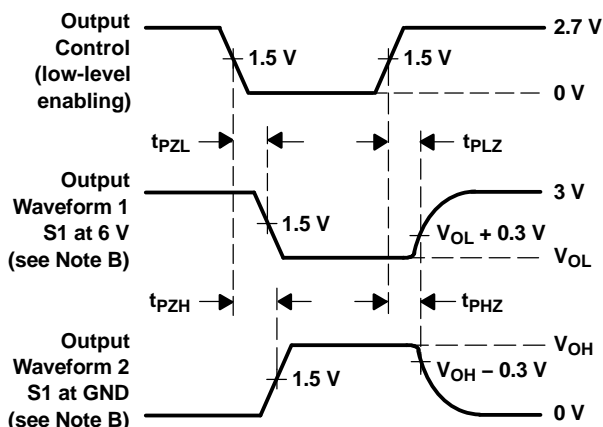 Output
Control
(low-level
enabling)
1.5 V
1.5 V
2.7 V
0 V
tPZL
tPLZ
Output
Waveform 1
S1 at 6 V
(see Note B)
1.5 V
3 V
VOL + 0.3 V
VOL
tPZH
tPHZ
Output
Waveform 2
S1 at GND
(see Note B)
1.5 V
VOH
VOH – 0.3 V
0 V